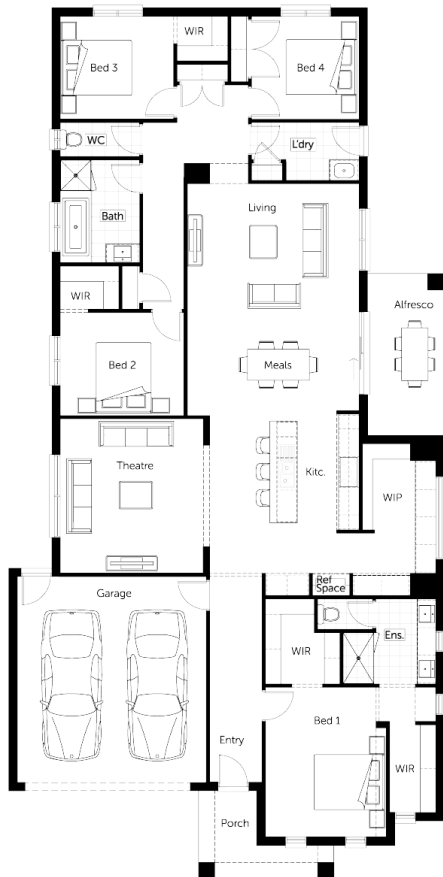 WIR
Bed 3
Bed 4
WC
L'dry
Living
Bath
WIR
Alfresco
Bed 2
Meals
Theatre
Kitc.
WIP
Ref
Space
Garage
WIR
Ens.
Bed 1
Entry
WIR
Porch